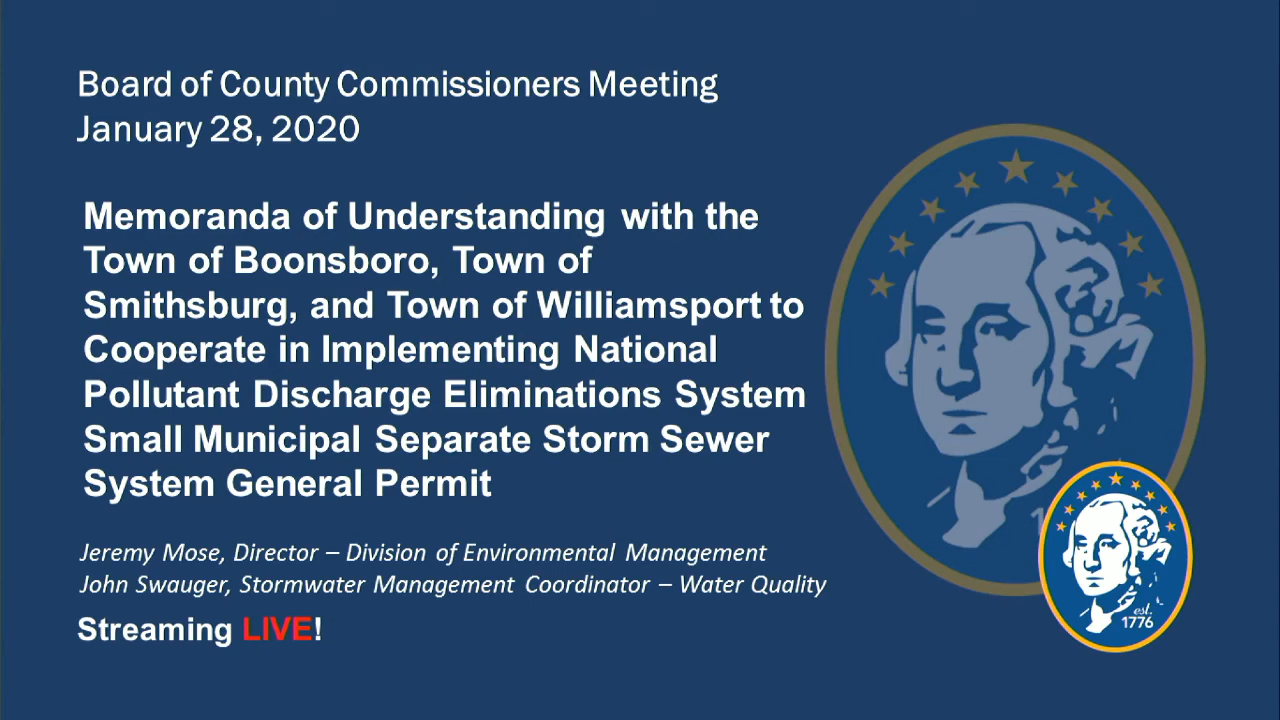 Board of County Commissioners Meeting
January 28, 2020
Memoranda of Understanding with the
Town of Boonsboro, Town of
Smithsburg, and Town of Williamsport to
Cooperate in Implementing National
Pollutant Discharge Eliminations System
Small Municipal Separate Storm Sewer
System General Permit
Jeremy Mose, Director – Division of Environmental Management
John Swauger, Stormwater Management Coordinator – Water Quality
Streaming LIVE!
est.
1776